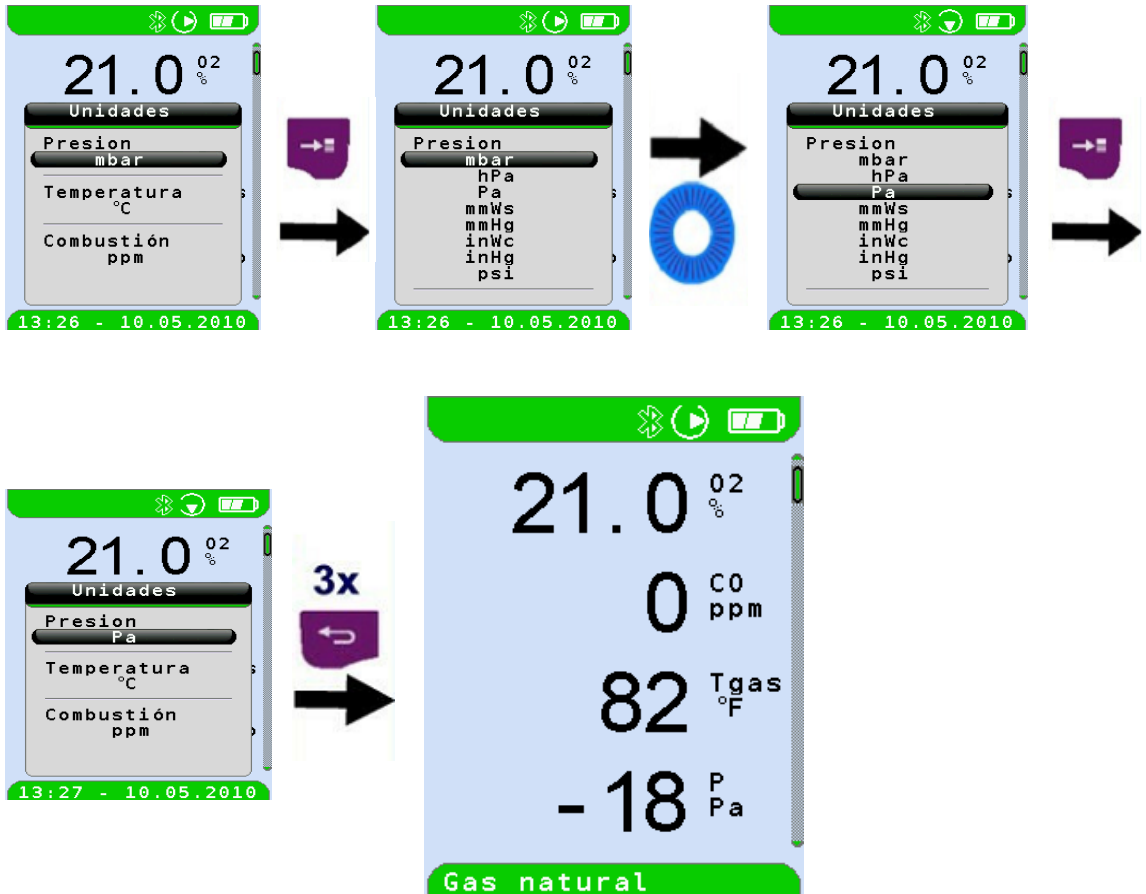 21.0 O2
%
Unidades
Presion
mbar
Temperatura
°C
Combustión
ppm
13:26 - 10.05.2010
21.0 O2
%
Unidades
Presion
mbar
hPa
Pa
mmWs
mmHg
inWc
inHg
psi
13:26 - 10.05.2010
21.0 O2
%
Unidades
Presion
mbar
hPa
Pa
mmWs
mmHg
inWc
inHg
psi
13:26 - 10.05.2010
21.0 O2
%
Unidades
Presion
Pa
Temperatura
°C
Combustión
ppm
13:27 - 10.05.2010
3x
21.0 O2
%
0 CO
ppm
82 Tgas
°F
-18 P
Pa
Gas natural